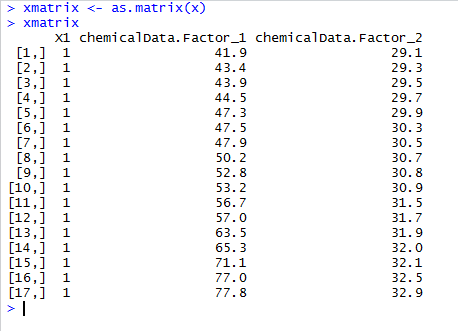 > xmatrix <- as.matrix(x)
> xmatrix
X1 chemicalData.Factor_1 chemicalData.Factor_2
[1,] 1 41.9 29.1
[2,] 1 43.4 29.3
[3,] 1 43.9 29.5
[4,] 1 44.5 29.7
[5,] 1 47.3 29.9
[6,] 1 47.5 30.3
[7,] 1 47.9 30.5
[8,] 1 50.2 30.7
[9,] 1 52.8 30.8
[10,] 1 53.2 30.9
[11,] 1 56.7 31.5
[12,] 1 57.0 31.7
[13,] 1 63.5 31.9
[14,] 1 65.3 32.0
[15,] 1 71.1 32.1
[16,] 1 77.0 32.5
[17,] 1 77.8 32.9
>